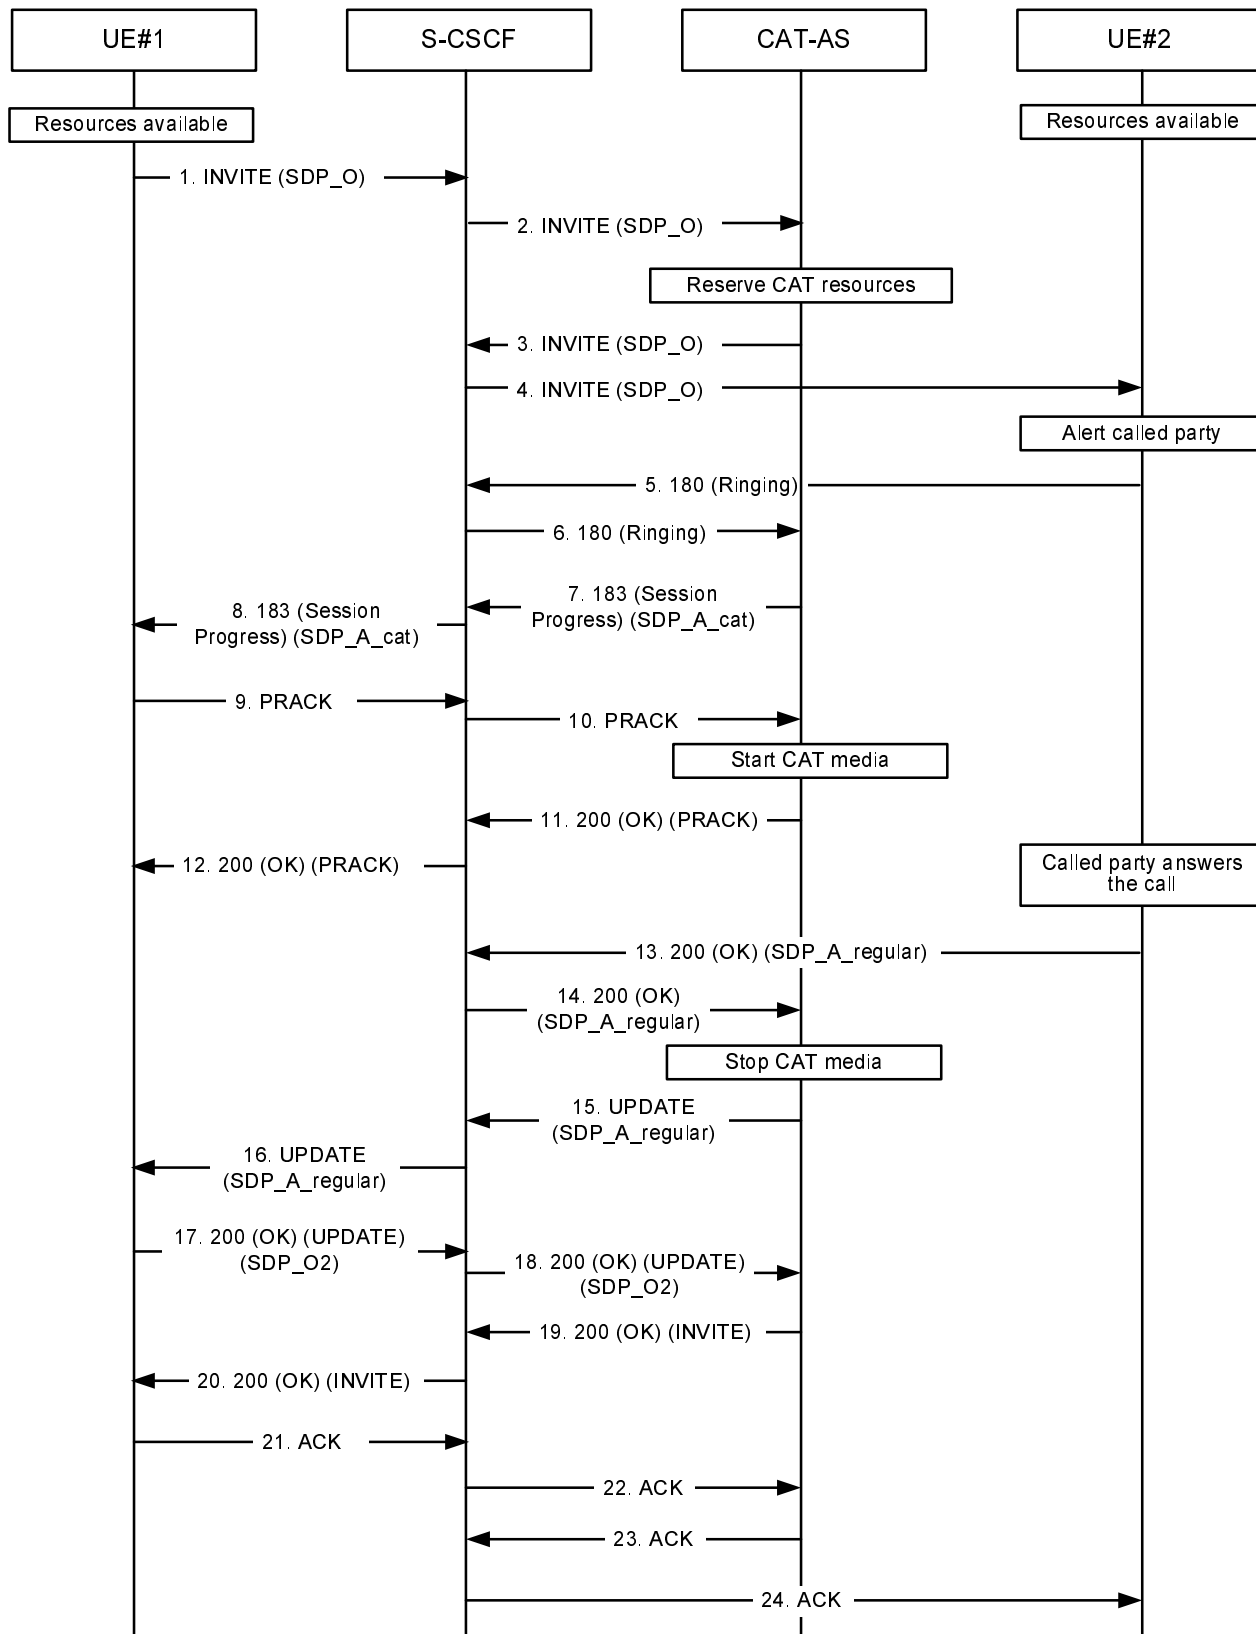 UE#1
S-CSCF
CAT-AS
UE#2
Resources available
Resources available
1. INVITE (SDP_O)
2. INVITE (SDP_O)
Reserve CAT resources
3. INVITE (SDP_O)
4. INVITE (SDP_O)
Alert called party
5. 180 (Ringing)
6. 180 (Ringing)
7. 183 (Session
Progress) (SDP_A_cat)
8. 183 (Session
Progress) (SDP_A_cat)
9. PRACK
10. PRACK
Start CAT media
11. 200 (OK) (PRACK)
12. 200 (OK) (PRACK)
Called party answers
the call
13. 200 (OK) (SDP_A_regular)
14. 200 (OK)
(SDP_A_regular)
Stop CAT media
15. UPDATE
(SDP_A_regular)
16. UPDATE
(SDP_A_regular)
17. 200 (OK) (UPDATE)
(SDP_O2)
18. 200 (OK) (UPDATE)
(SDP_O2)
19. 200 (OK) (INVITE)
20. 200 (OK) (INVITE)
21. ACK
22. ACK
23. ACK
24. ACK